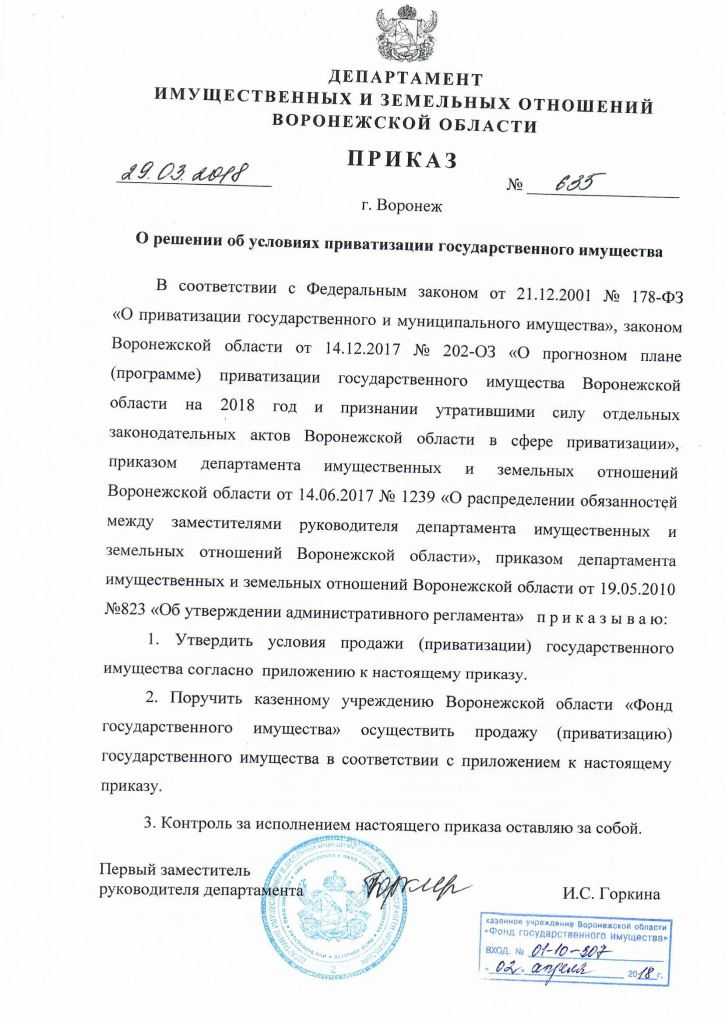 ДЕПАРТАМЕНТ
ИМУЩЕСТВЕННЫХ И ЗЕМЕЛЬНЫХ ОТНОШЕНИЙ
ВОРОНЕЖСКОЙ ОБЛАСТИ
ПРИКАЗ
29.03.2018
№ 635
г. Воронеж
О решении об условиях приватизации государственного имущества
В соответствии с Федеральным законом от 21.12.2001 № 178-ФЗ
«О приватизации государственного и муниципального имущества», законом
Воронежской области от 14.12.2017 № 202-ОЗ «О прогнозном плане
(программе) приватизации государственного имущества Воронежской
области на 2018 год и признании утратившими силу отдельных
законодательных актов Воронежской области в сфере приватизации»,
приказом департамента имущественных и земельных отношений
Воронежской области от 14.06.2017 № 1239 «О распределении обязанностей
между заместителями руководителя департамента имущественных и
земельных отношений Воронежской области», приказом департамента
имущественных и земельных отношений Воронежской области от 19.05.2010
№823 «Об утверждении административного регламента» п р и к а з ы в а ю:
1. Утвердить условия продажи (приватизации) государственного
имущества согласно приложению к настоящему приказу.
2. Поручить казенному учреждению Воронежской области «Фонд
государственного имущества» осуществить продажу (приватизацию)
государственного имущества в соответствии с приложением к настоящему
приказу.
3. Контроль за исполнением настоящего приказа оставляю за собой.
Первый заместитель
руководителя департамента
И.С. Горкина
казенное учреждение Воронежской области
«Фонд государственного имущества»
ВХОД. № 01-10-307
«02» апреля 2018 г.